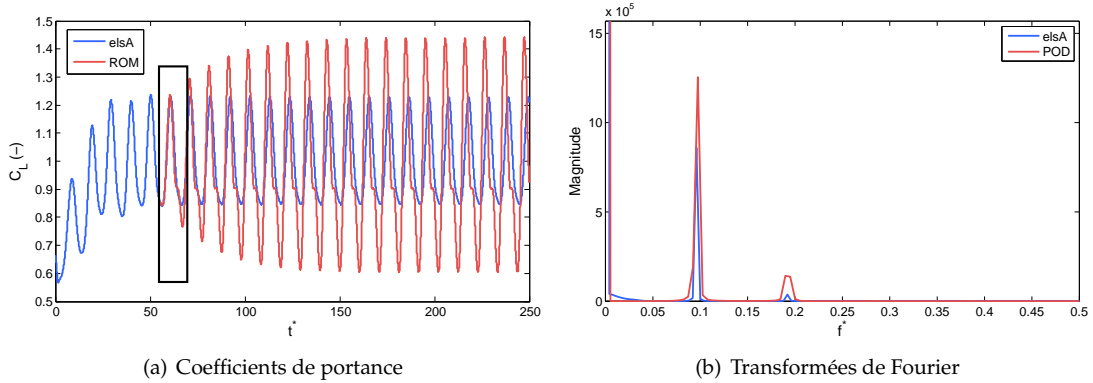 1.5
1.4
1.3
1.2
1.1
1.0
0.9
0.8
0.7
0.6
0.5
C_L (−)
elsA
ROM
0 50 100 150 200 250
t*
(a) Coefficients de portance
x 10^5
15
10
5
0
Magnitude
elsA
POD
0 0.05 0.1 0.15 0.2 0.25 0.3 0.35 0.4 0.45 0.5
f*
(b) Transformées de Fourier